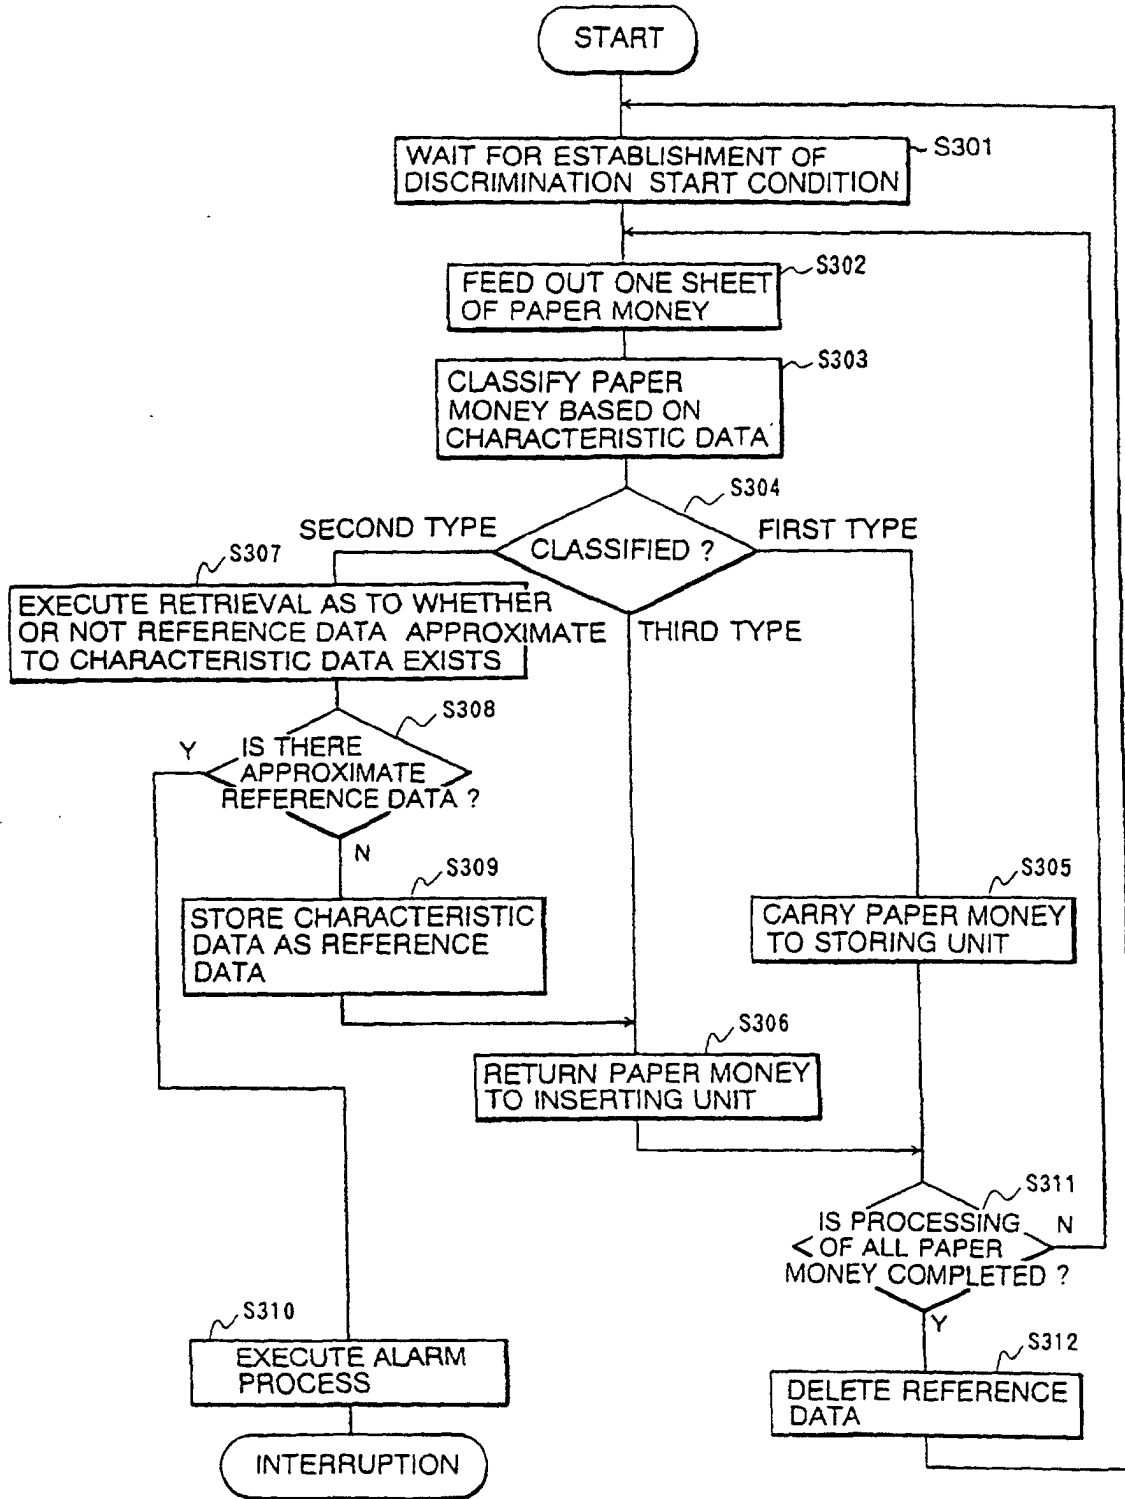 START
WAIT FOR ESTABLISHMENT OF
DISCRIMINATION START CONDITION
S301
FEED OUT ONE SHEET
OF PAPER MONEY
S302
CLASSIFY PAPER
MONEY BASED ON
CHARACTERISTIC DATA
S303
S304
SECOND TYPE
CLASSIFIED ?
FIRST TYPE
THIRD TYPE
S307
EXECUTE RETRIEVAL AS TO WHETHER
OR NOT REFERENCE DATA APPROXIMATE
TO CHARACTERISTIC DATA EXISTS
S308
Y
IS THERE
APPROXIMATE
REFERENCE DATA ?
N
S309
STORE CHARACTERISTIC
DATA AS REFERENCE
DATA
S305
CARRY PAPER MONEY
TO STORING UNIT
S306
RETURN PAPER MONEY
TO INSERTING UNIT
S311
IS PROCESSING
OF ALL PAPER
MONEY COMPLETED ?
N
Y
S310
EXECUTE ALARM
PROCESS
S312
DELETE REFERENCE
DATA
INTERRUPTION